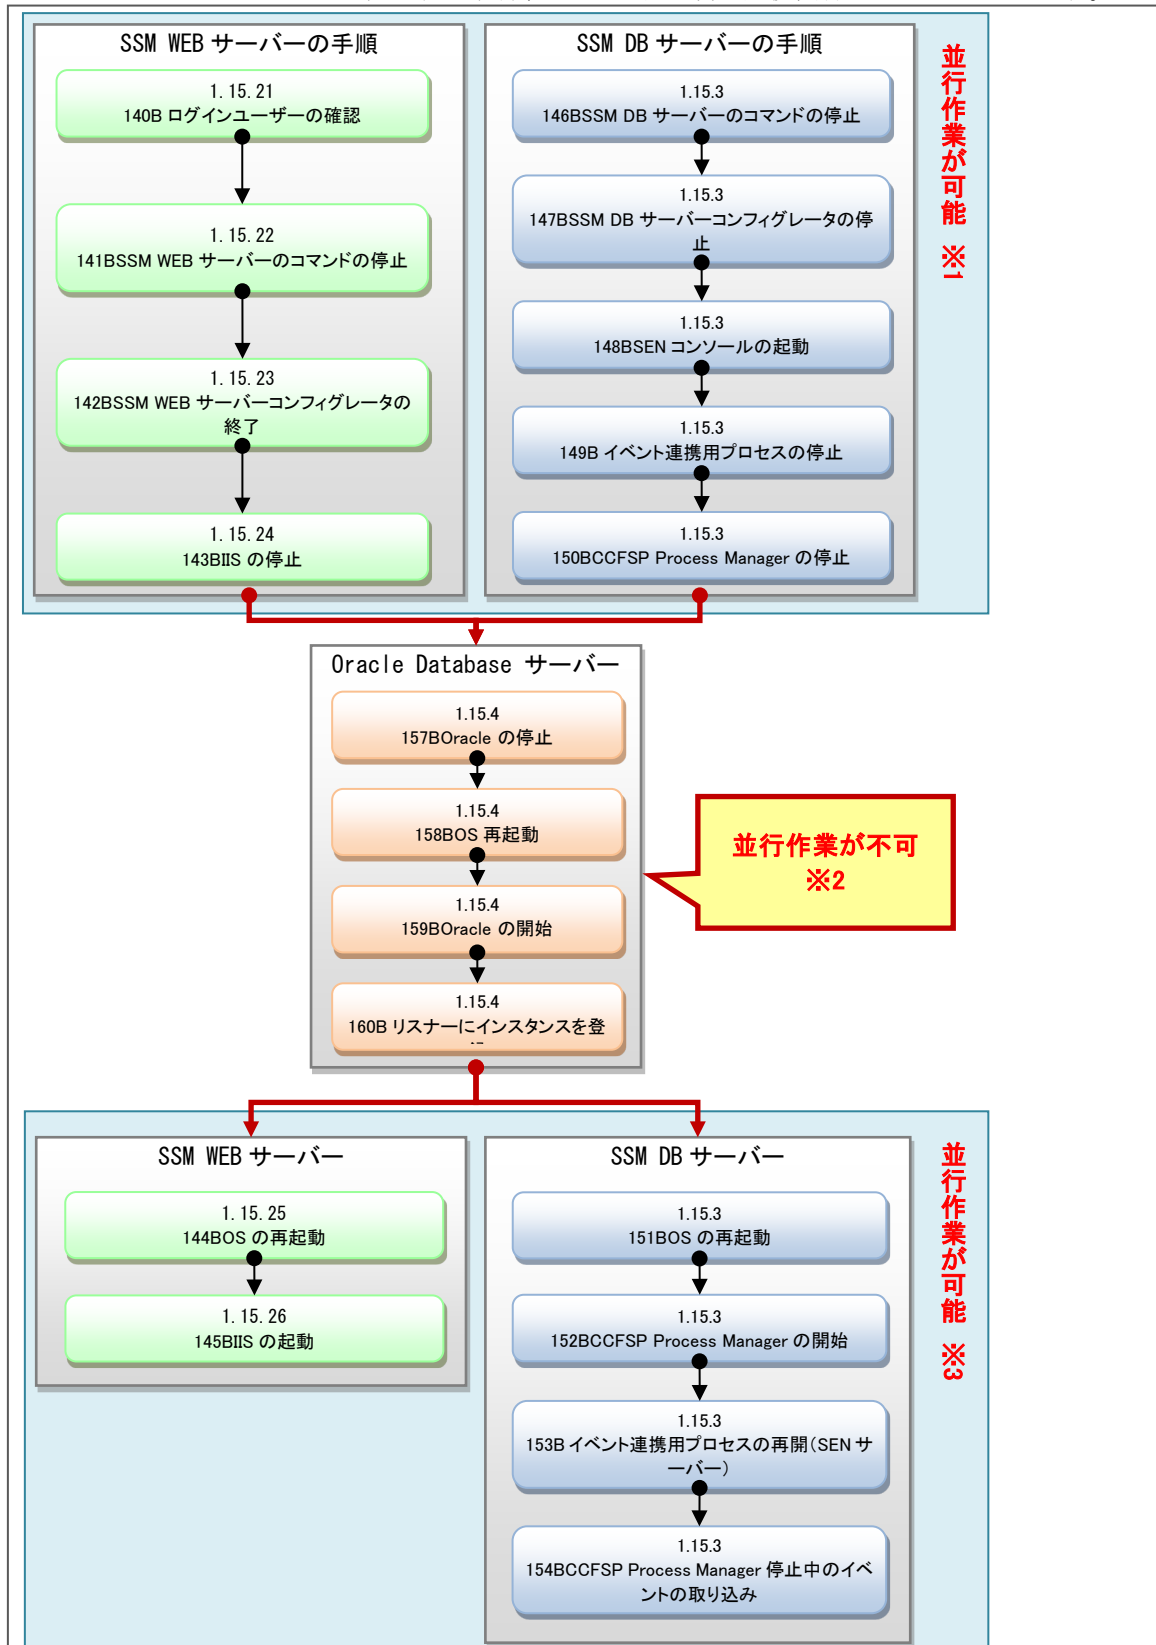 SSM WEB サーバーの手順
1.15.21
140B ログインユーザーの確認
1.15.22
141BSSM WEB サーバーのコマンドの停止
1.15.23
142BSSM WEB サーバーコンフィグレータの
終了
1.15.24
143BIIS の停止
SSM DB サーバーの手順
1.15.3
146BSSM DB サーバーのコマンドの停止
1.15.3
147BSSM DB サーバーコンフィグレータの停
止
1.15.3
148BSEN コンソールの起動
1.15.3
149B イベント連携用プロセスの停止
1.15.3
150BCCFSP Process Manager の停止
並行作業が可能 ※1
Oracle Database サーバー
1.15.4
157BOracle の停止
1.15.4
158BOS 再起動
1.15.4
159BOracle の開始
1.15.4
160B リスナーにインスタンスを登
並行作業が不可
※2
SSM WEB サーバー
1.15.25
144BOS の再起動
1.15.26
145BIIS の起動
SSM DB サーバー
1.15.3
151BOS の再起動
1.15.3
152BCCFSP Process Manager の開始
1.15.3
153B イベント連携用プロセスの再開（SEN サ
ーバー）
1.15.3
154BCCFSP Process Manager 停止中のイベ
ントの取り込み
並行作業が可能 ※3